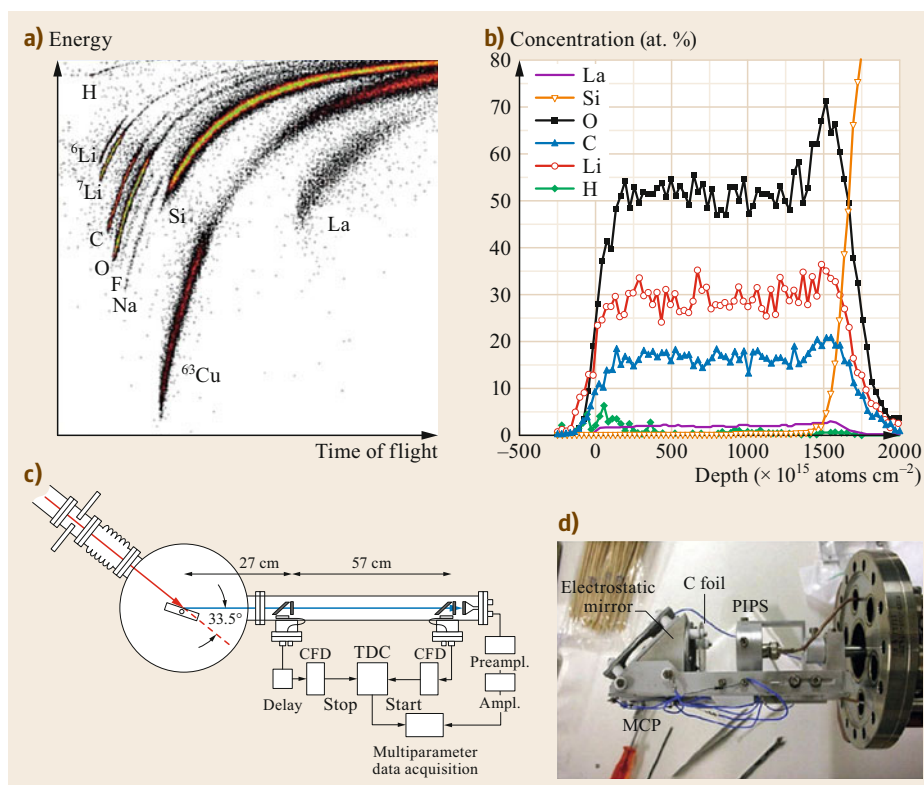 a) Energy
H
⁶Li
⁷Li
C
O
F
Na
Si
La
⁶³Cu
Time of flight
b) Concentration (at. %)
80
70
60
50
40
30
20
10
0
La
Si
O
C
Li
H
−500
0
500
1000
1500
2000
Depth (× 10¹⁵ atoms cm⁻²)
c)
27 cm
57 cm
33.5°
CFD
TDC
CFD
Delay
Stop
Start
Preampl.
Ampl.
Multiparameter
data acquisition
d)
Electrostatic
mirror
C foil
PIPS
MCP